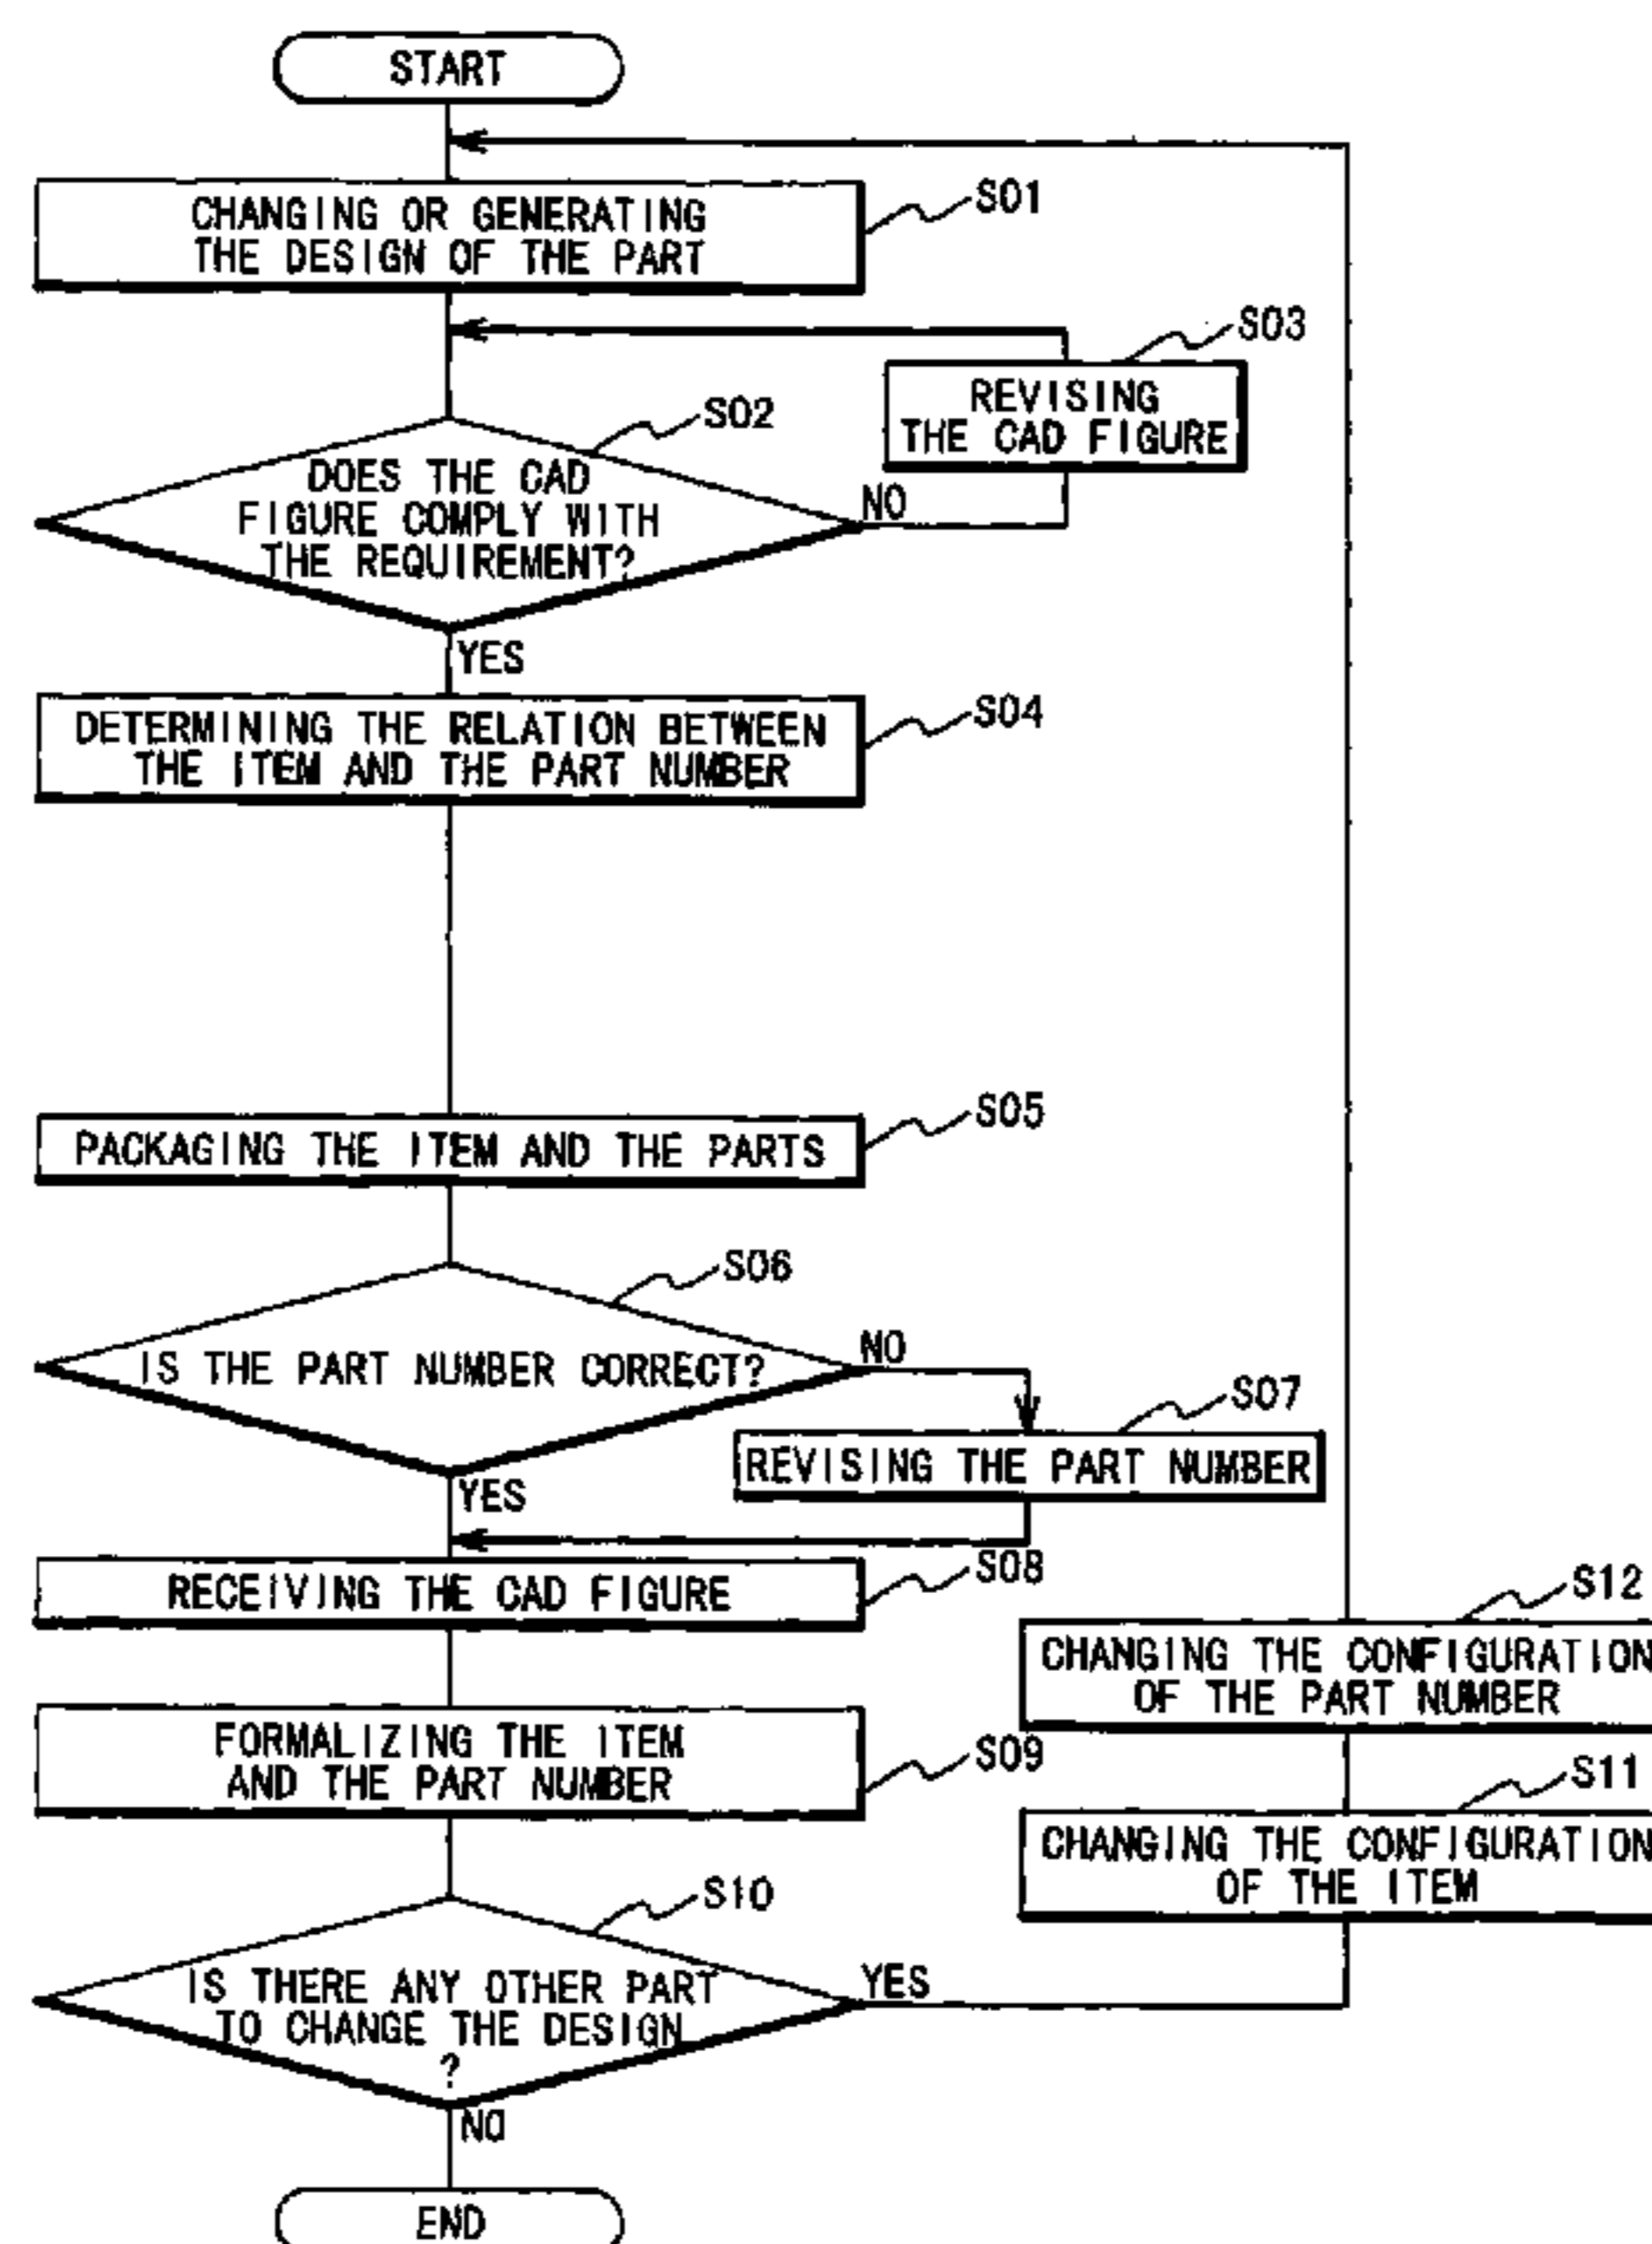 START
CHANGING OR GENERATING
THE DESIGN OF THE PART
S01
S03
REVISING
THE CAD FIGURE
S02
DOES THE CAD
FIGURE COMPLY WITH
THE REQUIREMENT?
NO
YES
DETERMINING THE RELATION BETWEEN
THE ITEM AND THE PART NUMBER
S04
PACKAGING THE ITEM AND THE PARTS
S05
S06
IS THE PART NUMBER CORRECT?
NO
S07
REVISING THE PART NUMBER
YES
RECEIVING THE CAD FIGURE
S08
S12
CHANGING THE CONFIGURATION
OF THE PART NUMBER
FORMALIZING THE ITEM
AND THE PART NUMBER
S09
S11
CHANGING THE CONFIGURATION
OF THE ITEM
S10
IS THERE ANY OTHER PART
TO CHANGE THE DESIGN
?
YES
NO
END